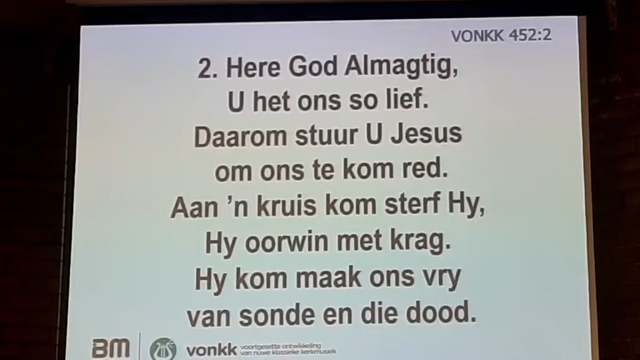 VONKK 452:2
2. Here God Almagtig,
U het ons so lief.
Daarom stuur U Jesus
om ons te kom red.
Aan 'n kruis kom sterf Hy,
Hy oorwin met krag.
Hy kom maak ons vry
van sonde en die dood.
BM
vonkk
voortgesette ontwikkeling
van nuwe klassieke kerkmusiek